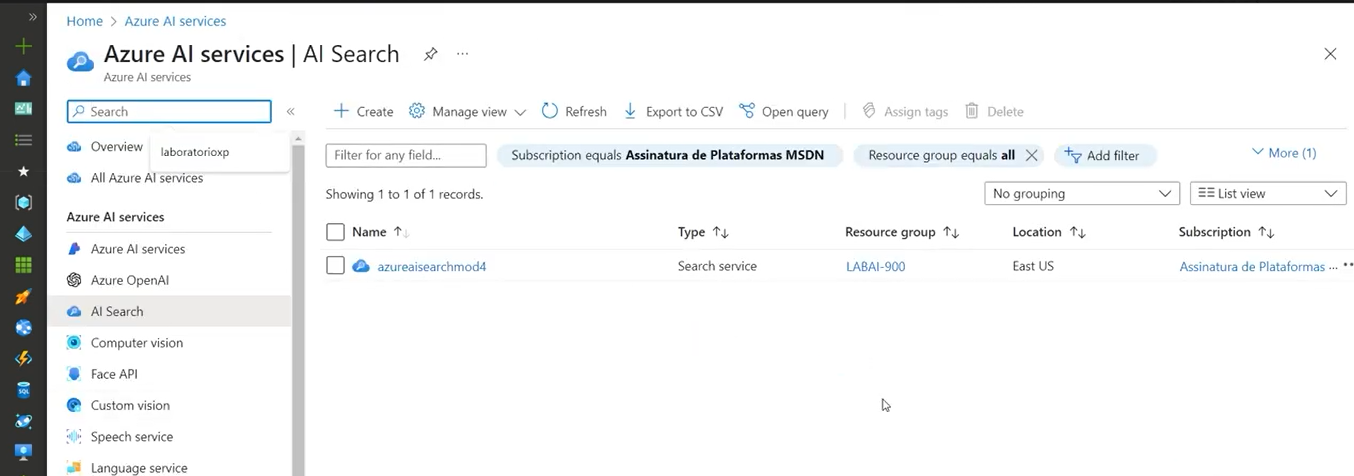 Home > Azure AI services
Azure AI services | AI Search
Azure AI services
Search
laboratorioxp
Overview
All Azure AI services
Azure AI services
Azure AI services
Azure OpenAI
AI Search
Computer vision
Face API
Custom vision
Speech service
Language service
Create Manage view Refresh Export to CSV Open query Assign tags Delete
Filter for any field... Subscription equals Assinatura de Plataformas MSDN Resource group equals all Add filter More (1)
Showing 1 to 1 of 1 records. No grouping List view
Name Type Resource group Location Subscription
azureaisearchmod4 Search service LABAI-900 East US Assinatura de Plataformas ...
SQL